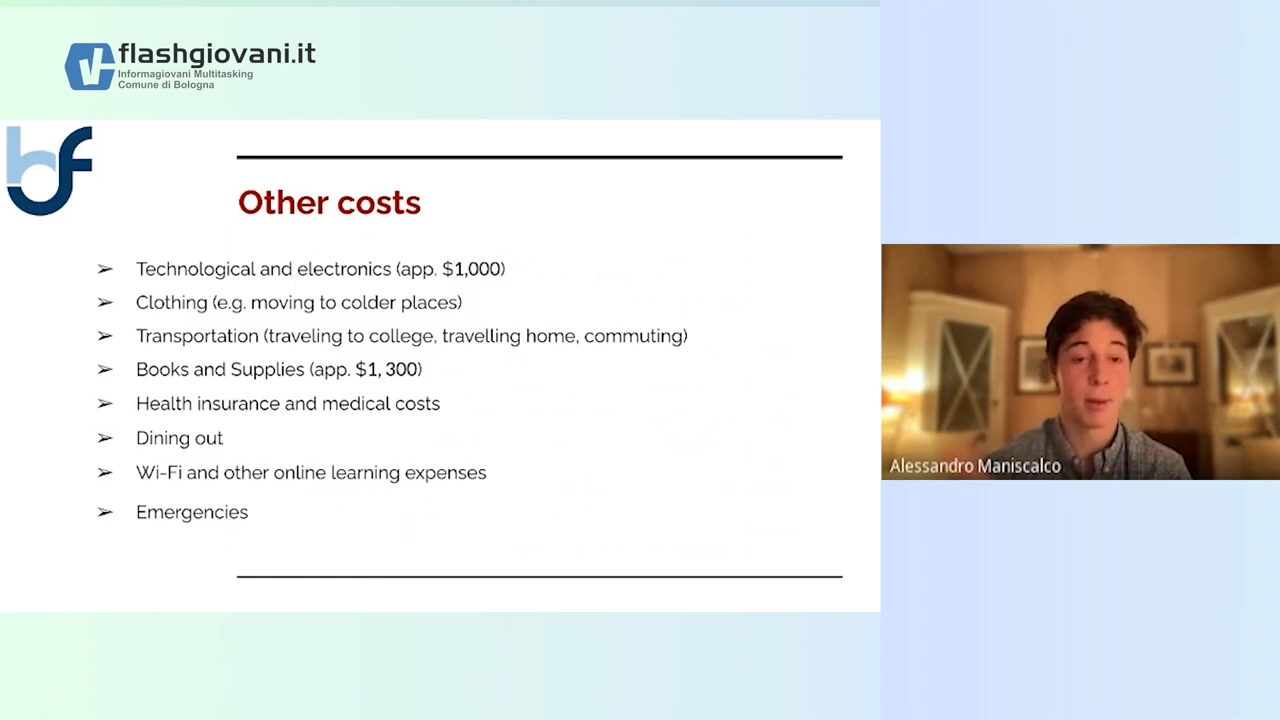 flashgiovani.it
Informagiovani Multitasking
Comune di Bologna
bf
Other costs
➢ Technological and electronics (app. $1,000)
➢ Clothing (e.g. moving to colder places)
➢ Transportation (traveling to college, travelling home, commuting)
➢ Books and Supplies (app. $1, 300)
➢ Health insurance and medical costs
➢ Dining out
➢ Wi-Fi and other online learning expenses
➢ Emergencies
Alessandro Maniscalco